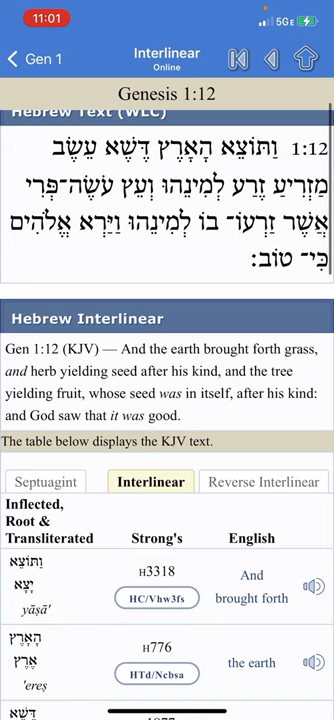 11:01
5GE
Gen 1
Interlinear
Online
Genesis 1:12
Hebrew Text (WLC)
1:12 וַתּוֹצֵא הָאָרֶץ דֶּשֶׁא עֵשֶׂב
מַזְרִיעַ זֶרַע לְמִינֵהוּ וְעֵץ עֹשֶׂה־פְּרִי
אֲשֶׁר זַרְעוֹ־ בוֹ לְמִינֵהוּ וַיַּרְא אֱלֹהִים
כִּי־ טוֹב׃
Hebrew Interlinear
Gen 1:12 (KJV) — And the earth brought forth grass,
and herb yielding seed after his kind, and the tree
yielding fruit, whose seed was in itself, after his kind:
and God saw that it was good.
The table below displays the KJV text.
Septuagint Interlinear Reverse Interlinear
Inflected,
Root &
Transliterated Strong's English
וַתּוֹצֵא
יָצָא
yāṣā'
H3318
HC/Vhw3fs
And
brought forth
הָאָרֶץ
אֶרֶץ
'ereṣ
H776
HTd/Ncbsa
the earth
דֶּשֶׁא